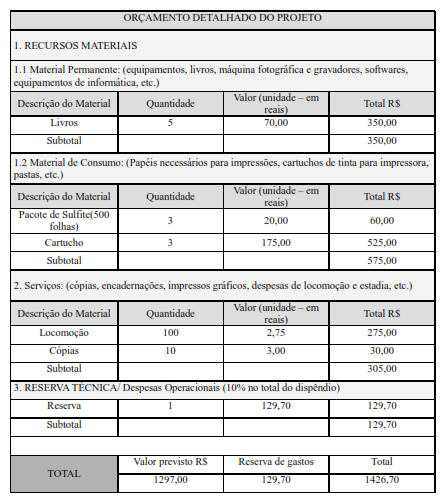 ORÇAMENTO DETALHADO DO PROJETO
1. RECURSOS MATERIAIS
1.1 Material Permanente: (equipamentos, livros, máquina fotográfica e gravadores, softwares,
equipamentos de informática, etc.)
Descrição do Material Quantidade Valor (unidade – em reais) Total R$
Livros 5 70,00 350,00
Subtotal 350,00
1.2 Material de Consumo: (Papéis necessários para impressões, cartuchos de tinta para impressora,
pastas, etc.)
Descrição do Material Quantidade Valor (unidade – em reais) Total R$
Pacote de Sulfite(500 folhas) 3 20,00 60,00
Cartucho 3 175,00 525,00
Subtotal 575,00
2. Serviços: (cópias, encadernações, impressos gráficos, despesas de locomoção e estadia, etc.)
Descrição do Material Quantidade Valor (unidade – em reais) Total R$
Locomoção 100 2,75 275,00
Cópias 10 3,00 30,00
Subtotal 305,00
3. RESERVA TÉCNICA/ Despesas Operacionais (10% no total do dispêndio)
Reserva 1 129,70 129,70
Subtotal 129,70
TOTAL Valor previsto R$ Reserva de gastos Total
1297,00 129,70 1426,70